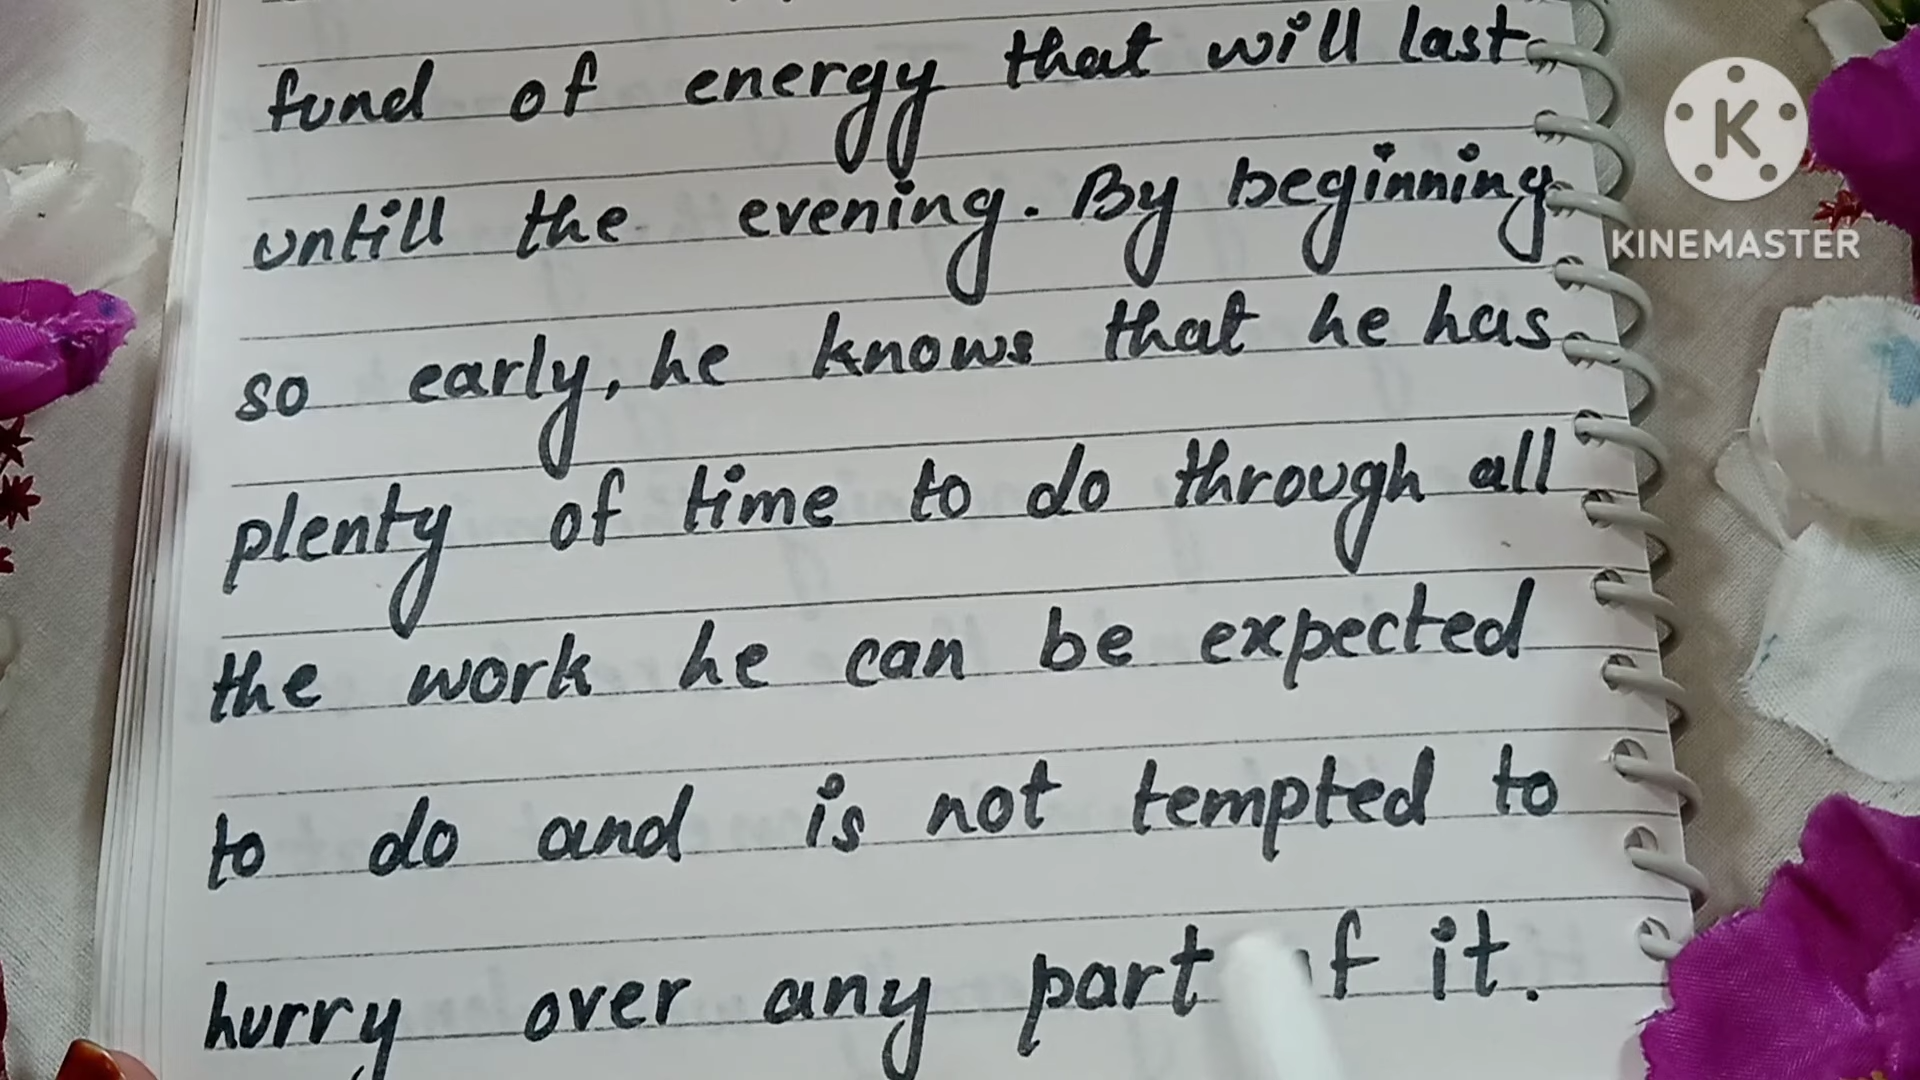 fund of energy that will last
untill the evening. By beginning
so early, he knows that he has
plenty of time to do through all
the work he can be expected
to do and is not tempted to
hurry over any part of it.
K
KINEMASTER